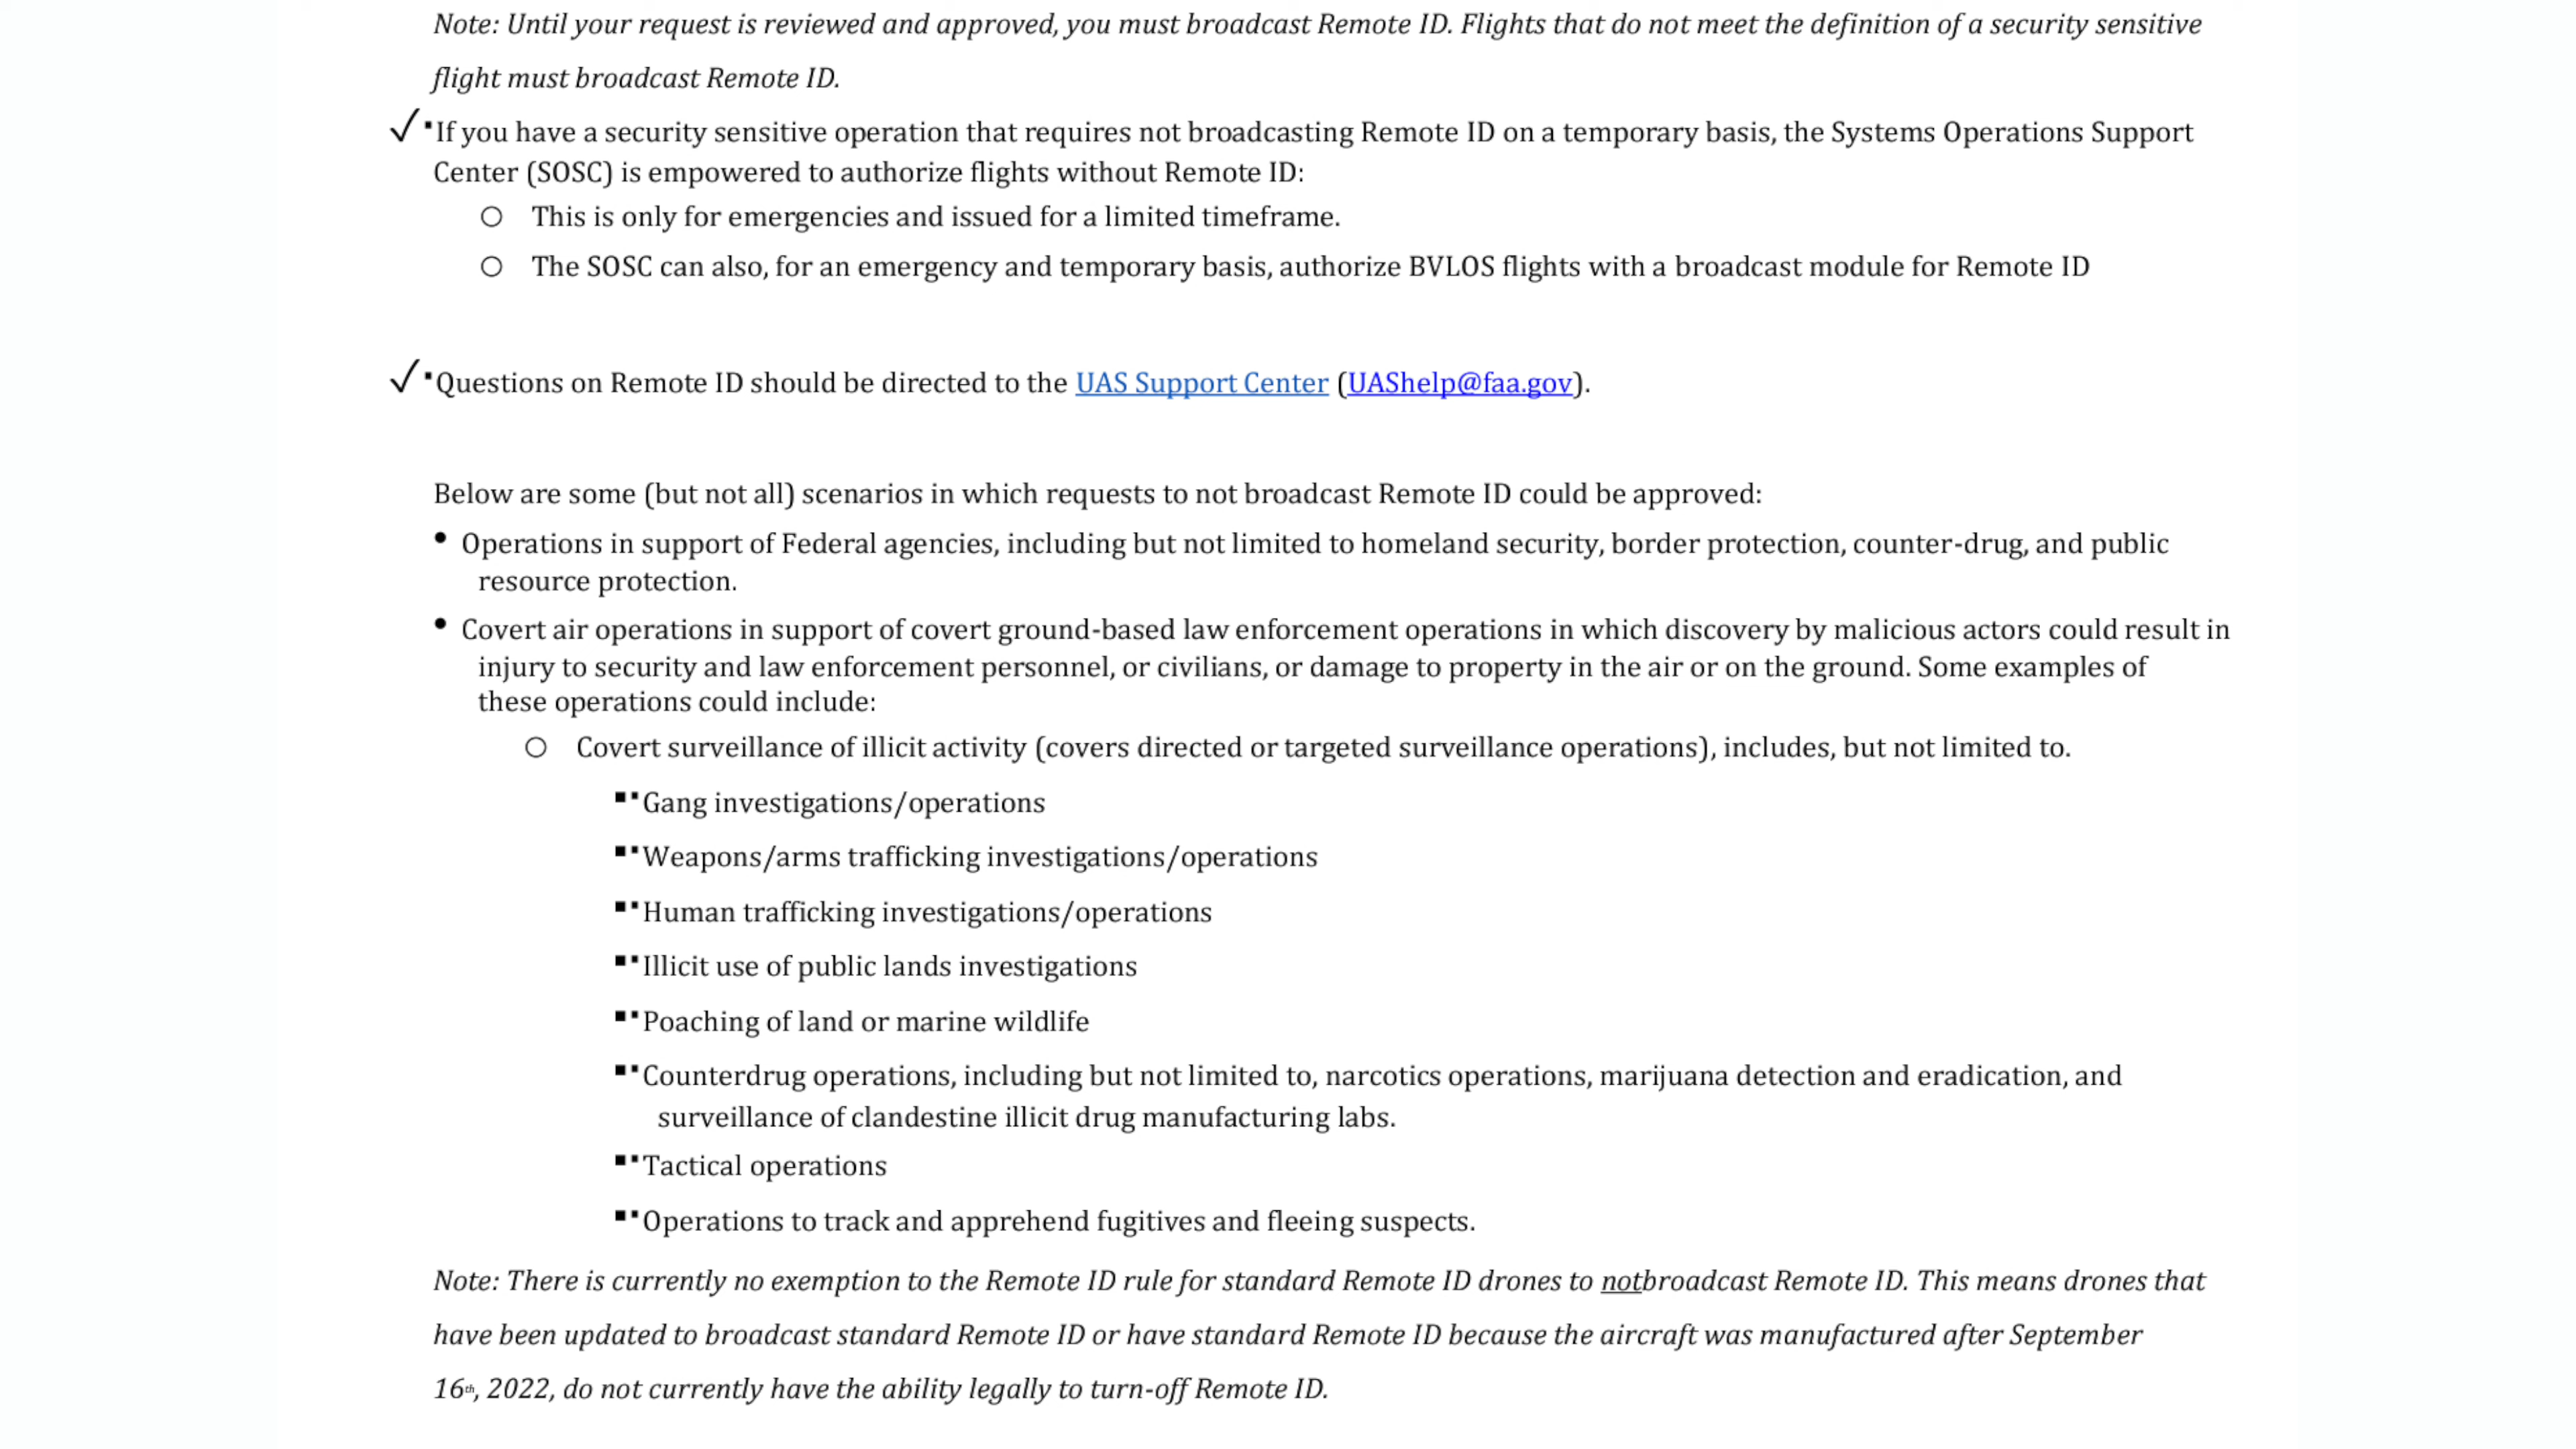 Note: Until your request is reviewed and approved, you must broadcast Remote ID. Flights that do not meet the definition of a security sensitive
flight must broadcast Remote ID.
✓▪If you have a security sensitive operation that requires not broadcasting Remote ID on a temporary basis, the Systems Operations Support
Center (SOSC) is empowered to authorize flights without Remote ID:
○ This is only for emergencies and issued for a limited timeframe.
○ The SOSC can also, for an emergency and temporary basis, authorize BVLOS flights with a broadcast module for Remote ID
✓▪Questions on Remote ID should be directed to the UAS Support Center (UAShelp@faa.gov).
Below are some (but not all) scenarios in which requests to not broadcast Remote ID could be approved:
• Operations in support of Federal agencies, including but not limited to homeland security, border protection, counter-drug, and public
resource protection.
• Covert air operations in support of covert ground-based law enforcement operations in which discovery by malicious actors could result in
injury to security and law enforcement personnel, or civilians, or damage to property in the air or on the ground. Some examples of
these operations could include:
○ Covert surveillance of illicit activity (covers directed or targeted surveillance operations), includes, but not limited to.
▪▪Gang investigations/operations
▪▪Weapons/arms trafficking investigations/operations
▪▪Human trafficking investigations/operations
▪▪Illicit use of public lands investigations
▪▪Poaching of land or marine wildlife
▪▪Counterdrug operations, including but not limited to, narcotics operations, marijuana detection and eradication, and
surveillance of clandestine illicit drug manufacturing labs.
▪▪Tactical operations
▪▪Operations to track and apprehend fugitives and fleeing suspects.
Note: There is currently no exemption to the Remote ID rule for standard Remote ID drones to notbroadcast Remote ID. This means drones that
have been updated to broadcast standard Remote ID or have standard Remote ID because the aircraft was manufactured after September
16th, 2022, do not currently have the ability legally to turn-off Remote ID.